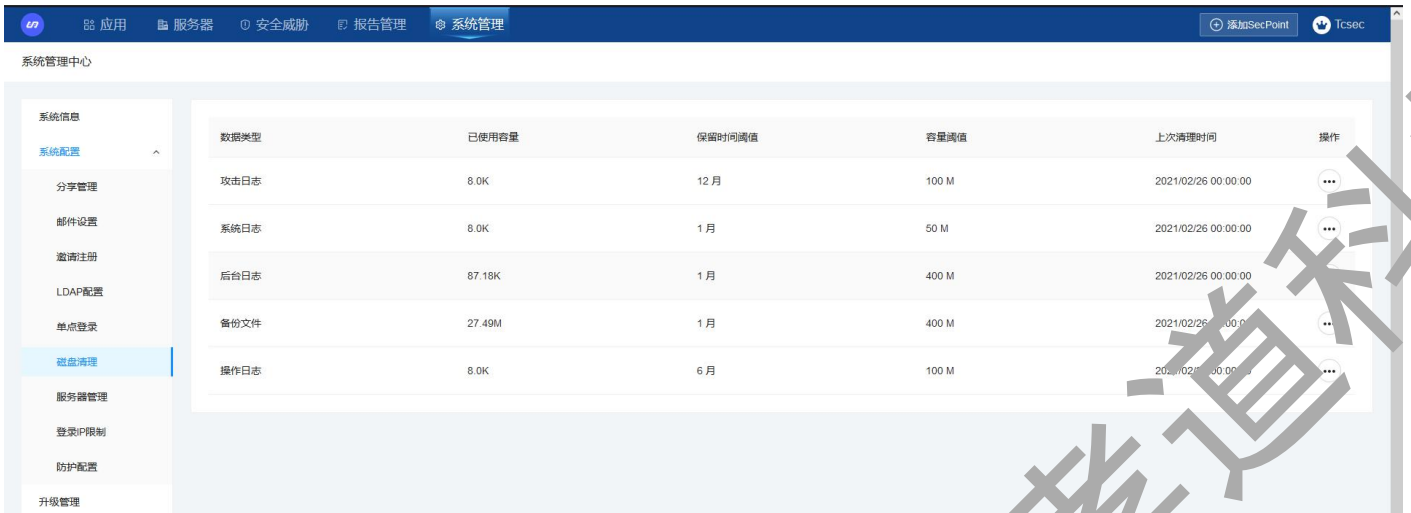 应用 服务器 安全威胁 报告管理 系统管理 添加SecPoint Tcsec
系统管理中心
系统信息
系统配置
分享管理
邮件设置
邀请注册
LDAP配置
单点登录
磁盘清理
服务器管理
登录IP限制
防护配置
升级管理
数据类型 已使用容量 保留时间阈值 容量阈值 上次清理时间 操作
攻击日志 8.0K 12 月 100 M 2021/02/26 00:00:00
系统日志 8.0K 1 月 50 M 2021/02/26 00:00:00
后台日志 87.18K 1 月 400 M 2021/02/26 00:00:00
备份文件 27.49M 1 月 400 M 2021/02/26
操作日志 8.0K 6 月 100 M
道科